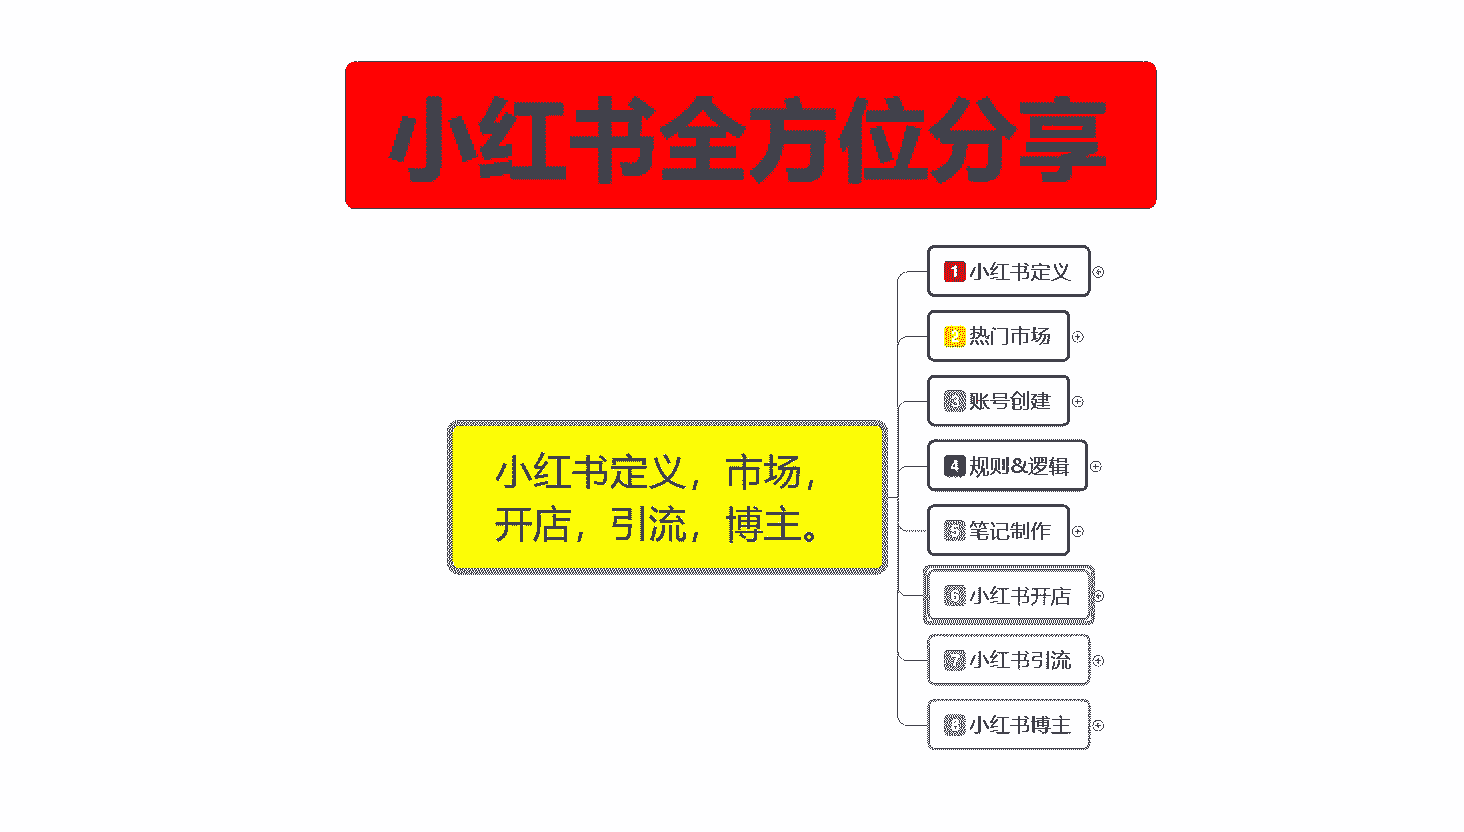 小红书全方位分享
小红书定义，市场，
开店，引流，博主。
1 小红书定义
2 热门市场
3 账号创建
4 规则&逻辑
5 笔记制作
6 小红书开店
7 小红书引流
8 小红书博主